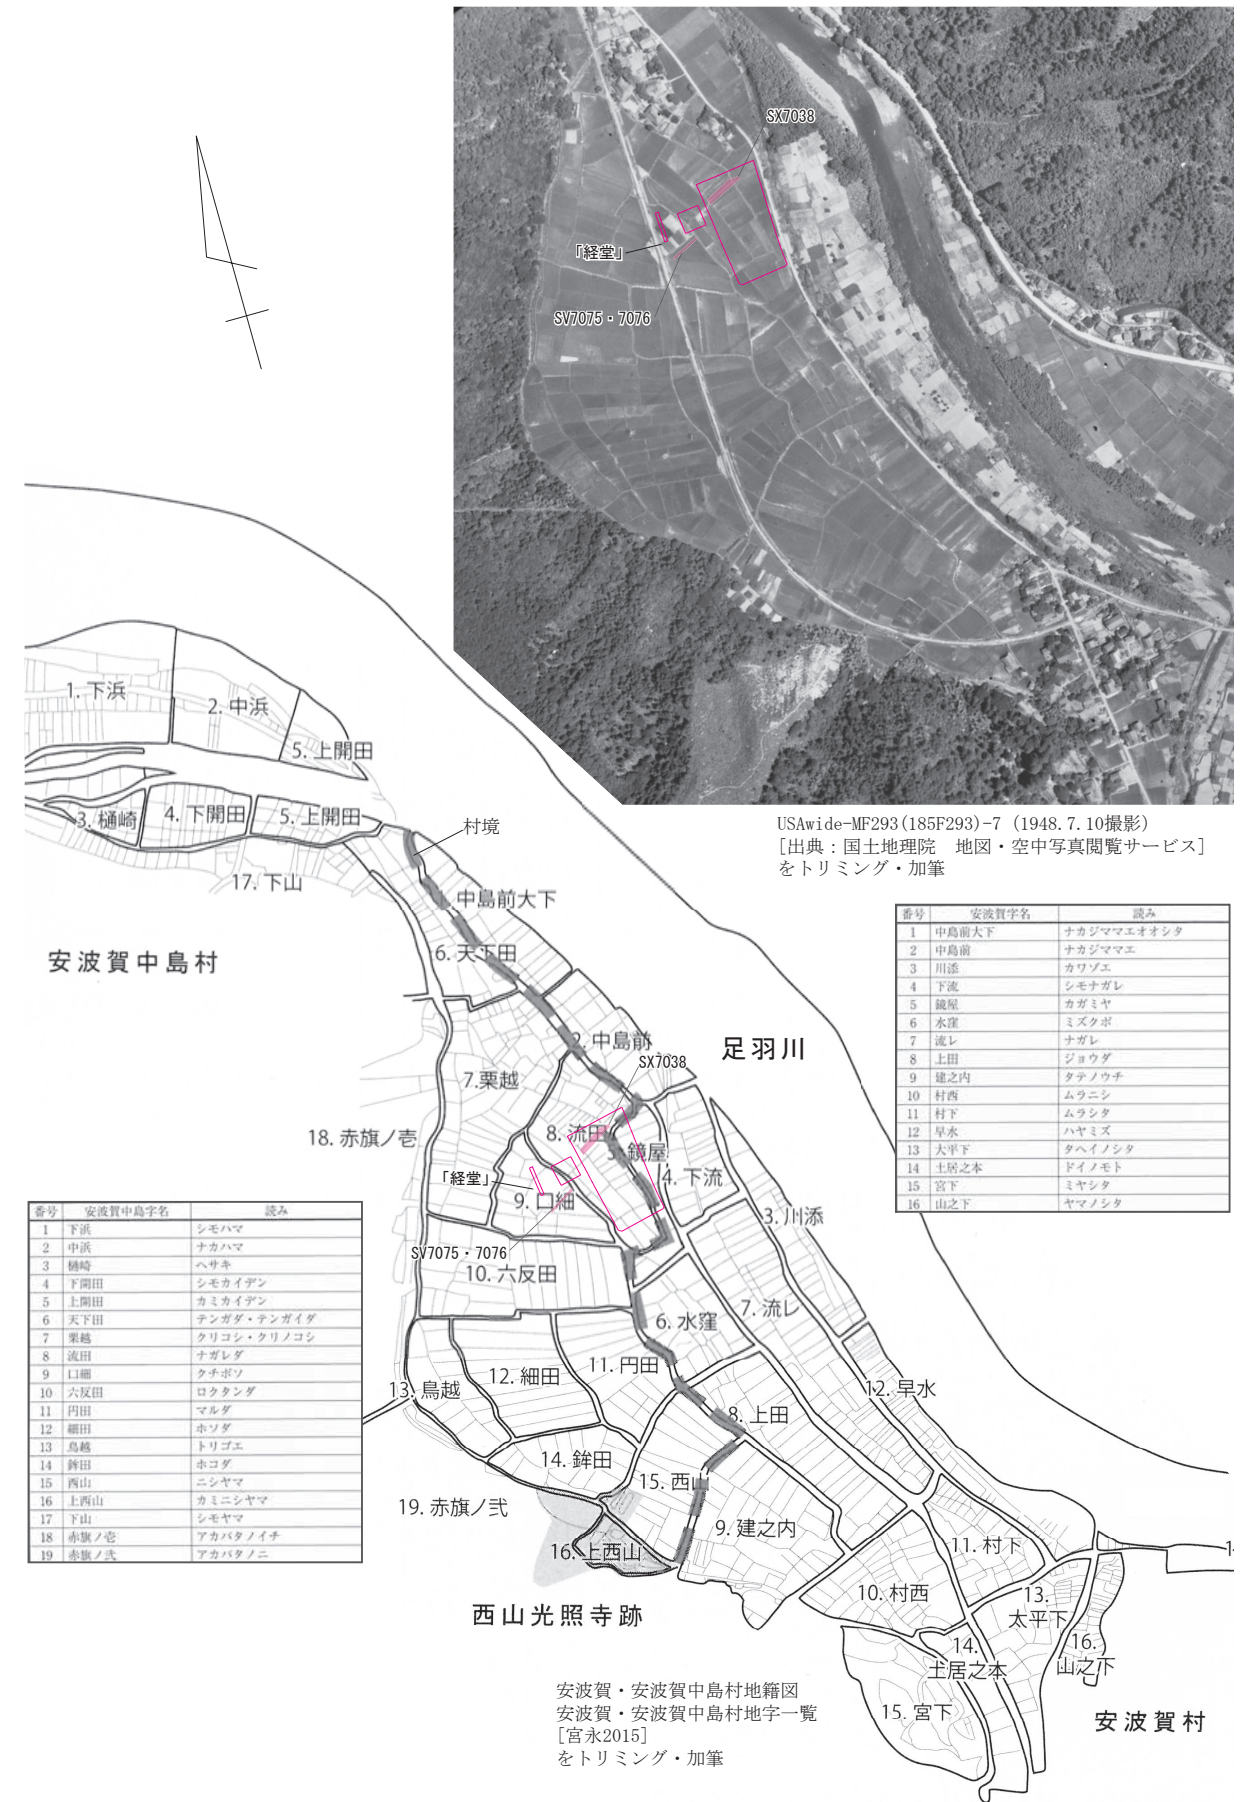 SX7038
「経堂」
SV7075・7076
USAwide-MF293(185F293)-7 (1948.7.10撮影)
[出典：国土地理院　地図・空中写真閲覧サービス]
をトリミング・加筆
1. 下浜
2. 中浜
5. 上開田
3. 樋崎
4. 下開田
5. 上開田
17. 下山
村境
安波賀中島村
1. 中島前大下
6. 天下田
2. 中島前
足羽川
SX7038
7.栗越
18. 赤旗ノ壱
8. 流田
5. 鏡屋
4. 下流
「経堂」
9. 口細
3. 川添
SV7075・7076
10. 六反田
7. 流レ
6. 水窪
11. 円田
12. 細田
13. 鳥越
12. 早水
8. 上田
14. 鉾田
15. 西山
19. 赤旗ノ弐
9. 建之内
16. 上西山
11. 村下
10. 村西
13.
太平下
西山光照寺跡
14.
土居之本
16.
山之下
15. 宮下
安波賀村
安波賀・安波賀中島村地籍図
安波賀・安波賀中島村地字一覧
[宮永2015]
をトリミング・加筆
番号 安波賀字名 読み
1 中島前大下 ナカジママエオオシタ
2 中島前 ナカジママエ
3 川添 カワゾエ
4 下流 シモナガレ
5 鏡屋 カガミヤ
6 水窪 ミズクボ
7 流レ ナガレ
8 上田 ジョウダ
9 建之内 タテノウチ
10 村西 ムラニシ
11 村下 ムラシタ
12 早水 ハヤミズ
13 大平下 タヘイノシタ
14 土居之本 ドイノモト
15 宮下 ミヤシタ
16 山之下 ヤマノシタ
番号 安波賀中島字名 読み
1 下浜 シモハマ
2 中浜 ナカハマ
3 樋崎 ヘサキ
4 下開田 シモカイデン
5 上開田 カミカイデン
6 天下田 テンガダ・テンガイダ
7 栗越 クリコシ・クリノコシ
8 流田 ナガレダ
9 口細 クチボソ
10 六反田 ロクタンダ
11 円田 マルダ
12 細田 ホソダ
13 鳥越 トリゴエ
14 鉾田 ホコダ
15 西山 ニシヤマ
16 上西山 カミニシヤマ
17 下山 シモヤマ
18 赤旗ノ壱 アカバタノイチ
19 赤旗ノ弐 アカバタノニ